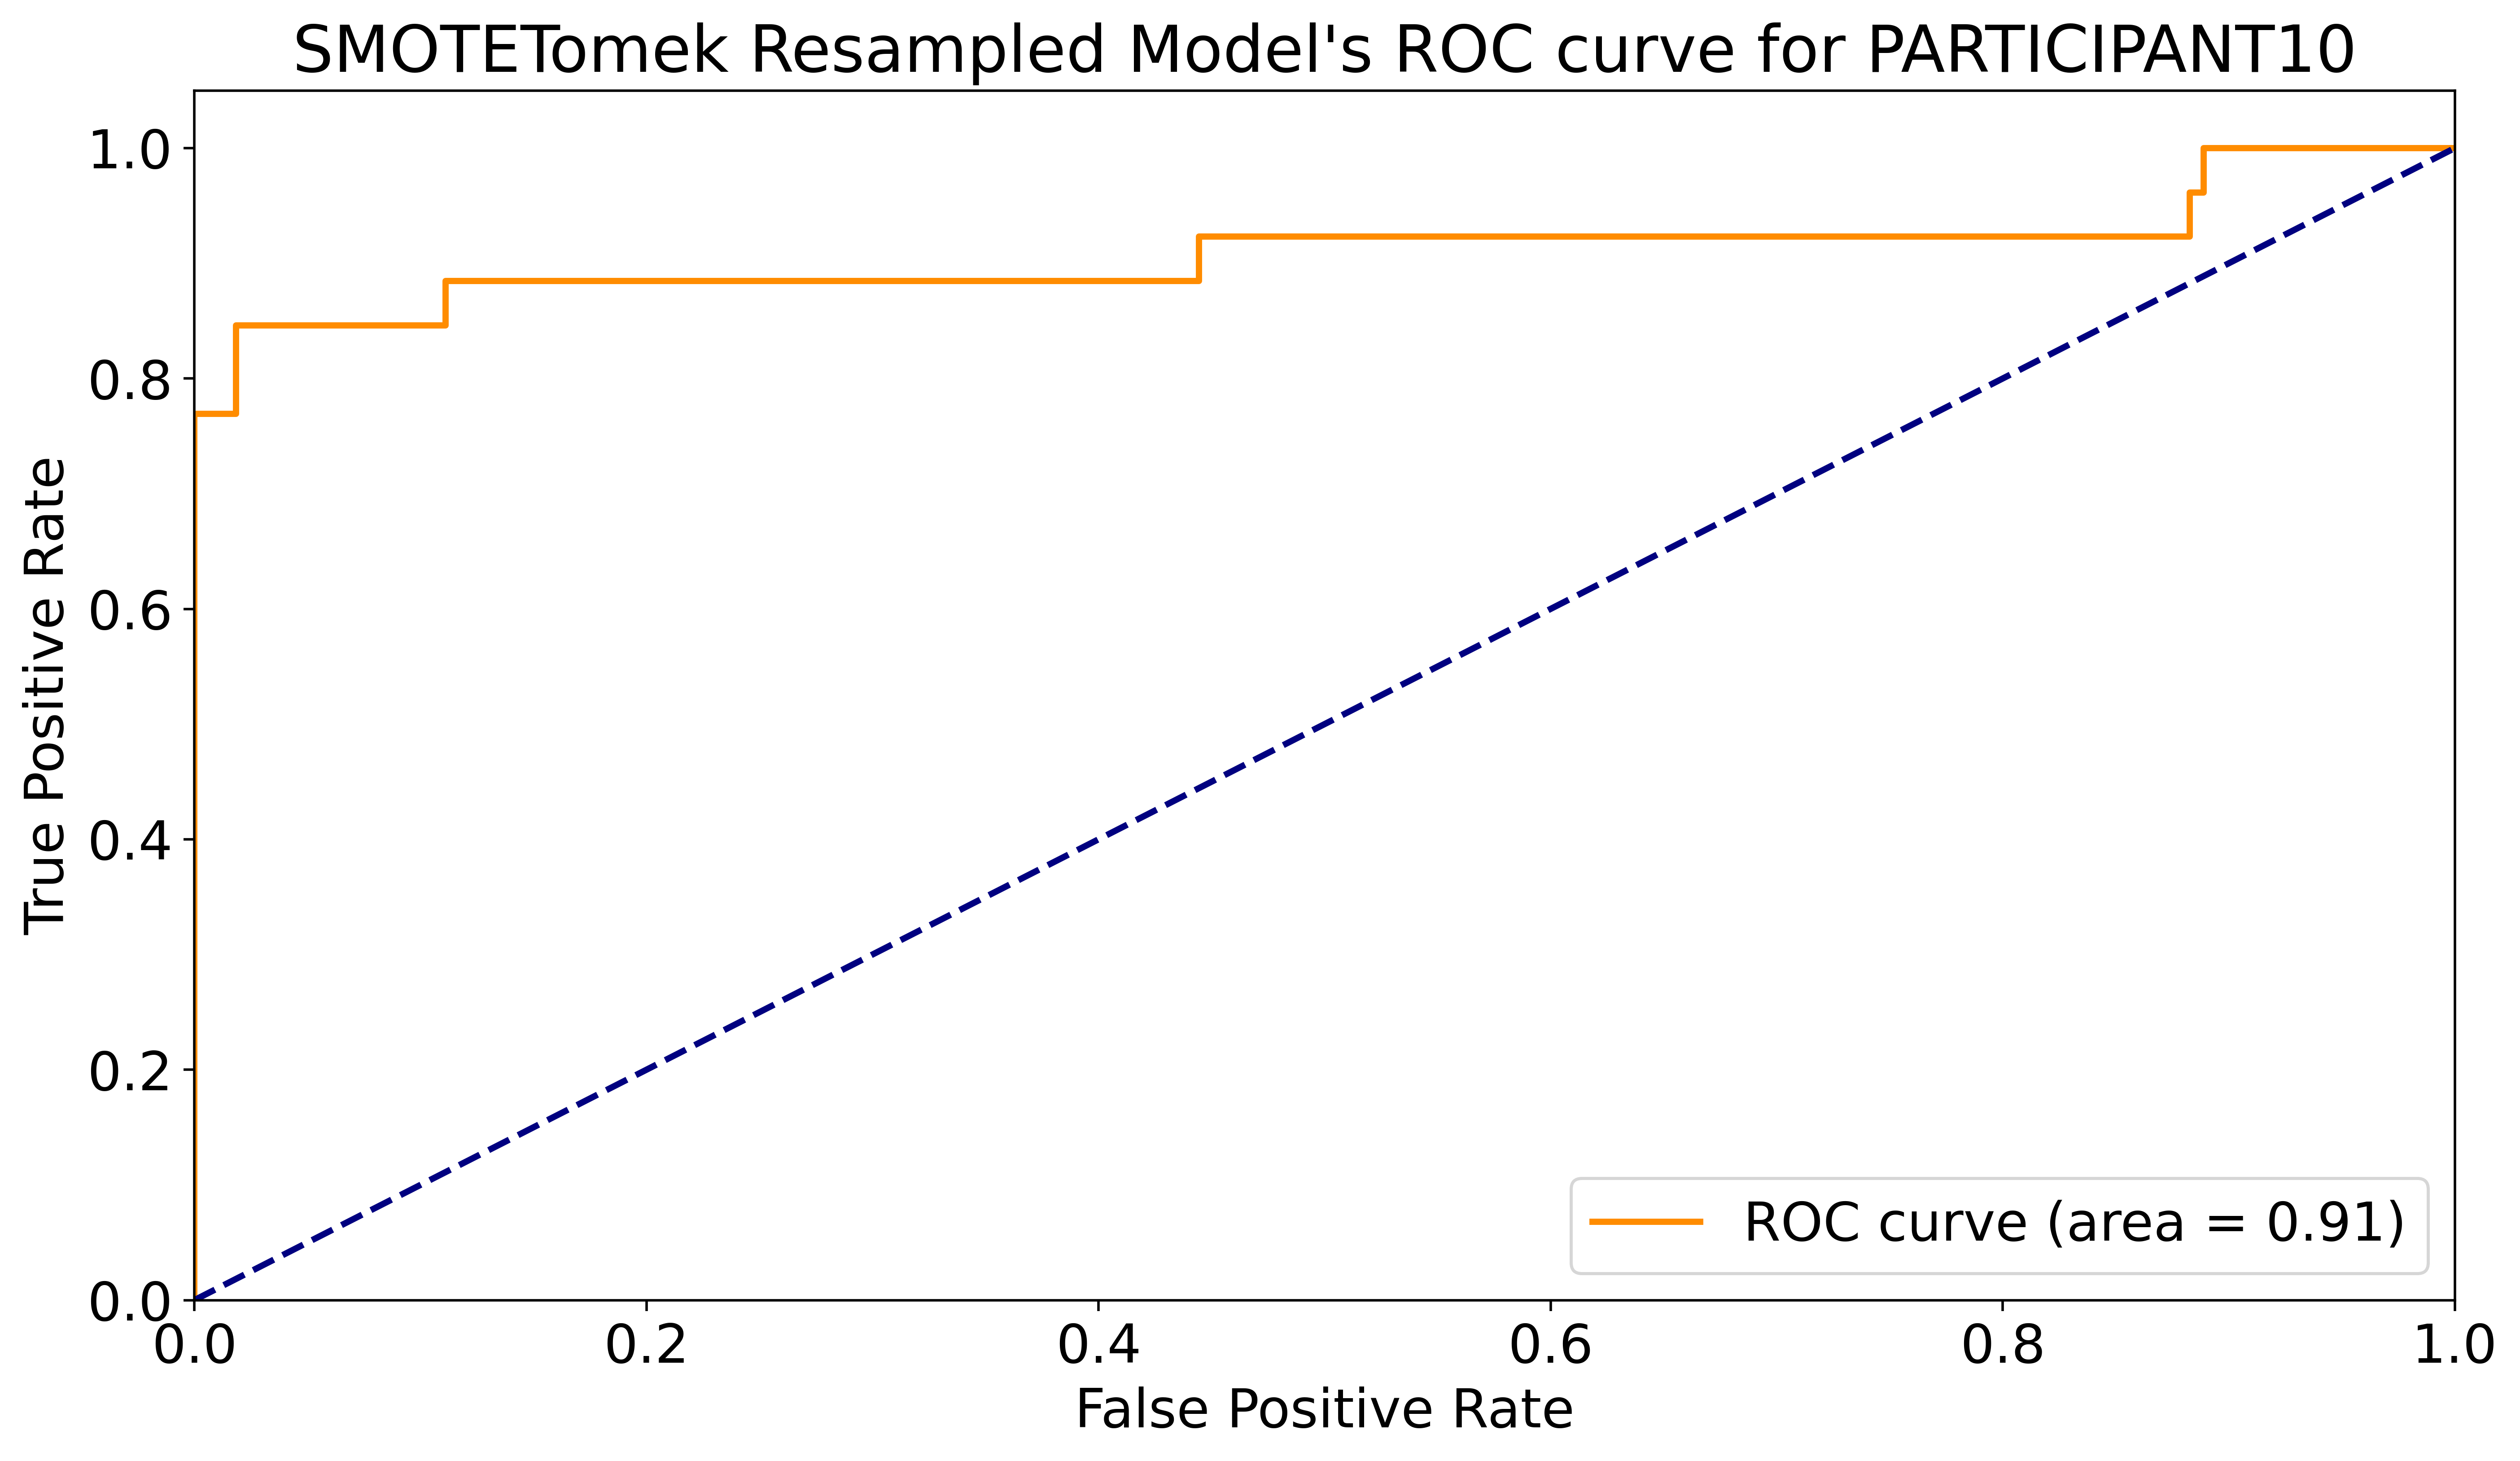 SMOTETomek Resampled Model's ROC curve for PARTICIPANT10
1.0
0.8
0.6
0.4
0.2
0.0
True Positive Rate
0.0 0.2 0.4 0.6 0.8 1.0
False Positive Rate
ROC curve (area = 0.91)